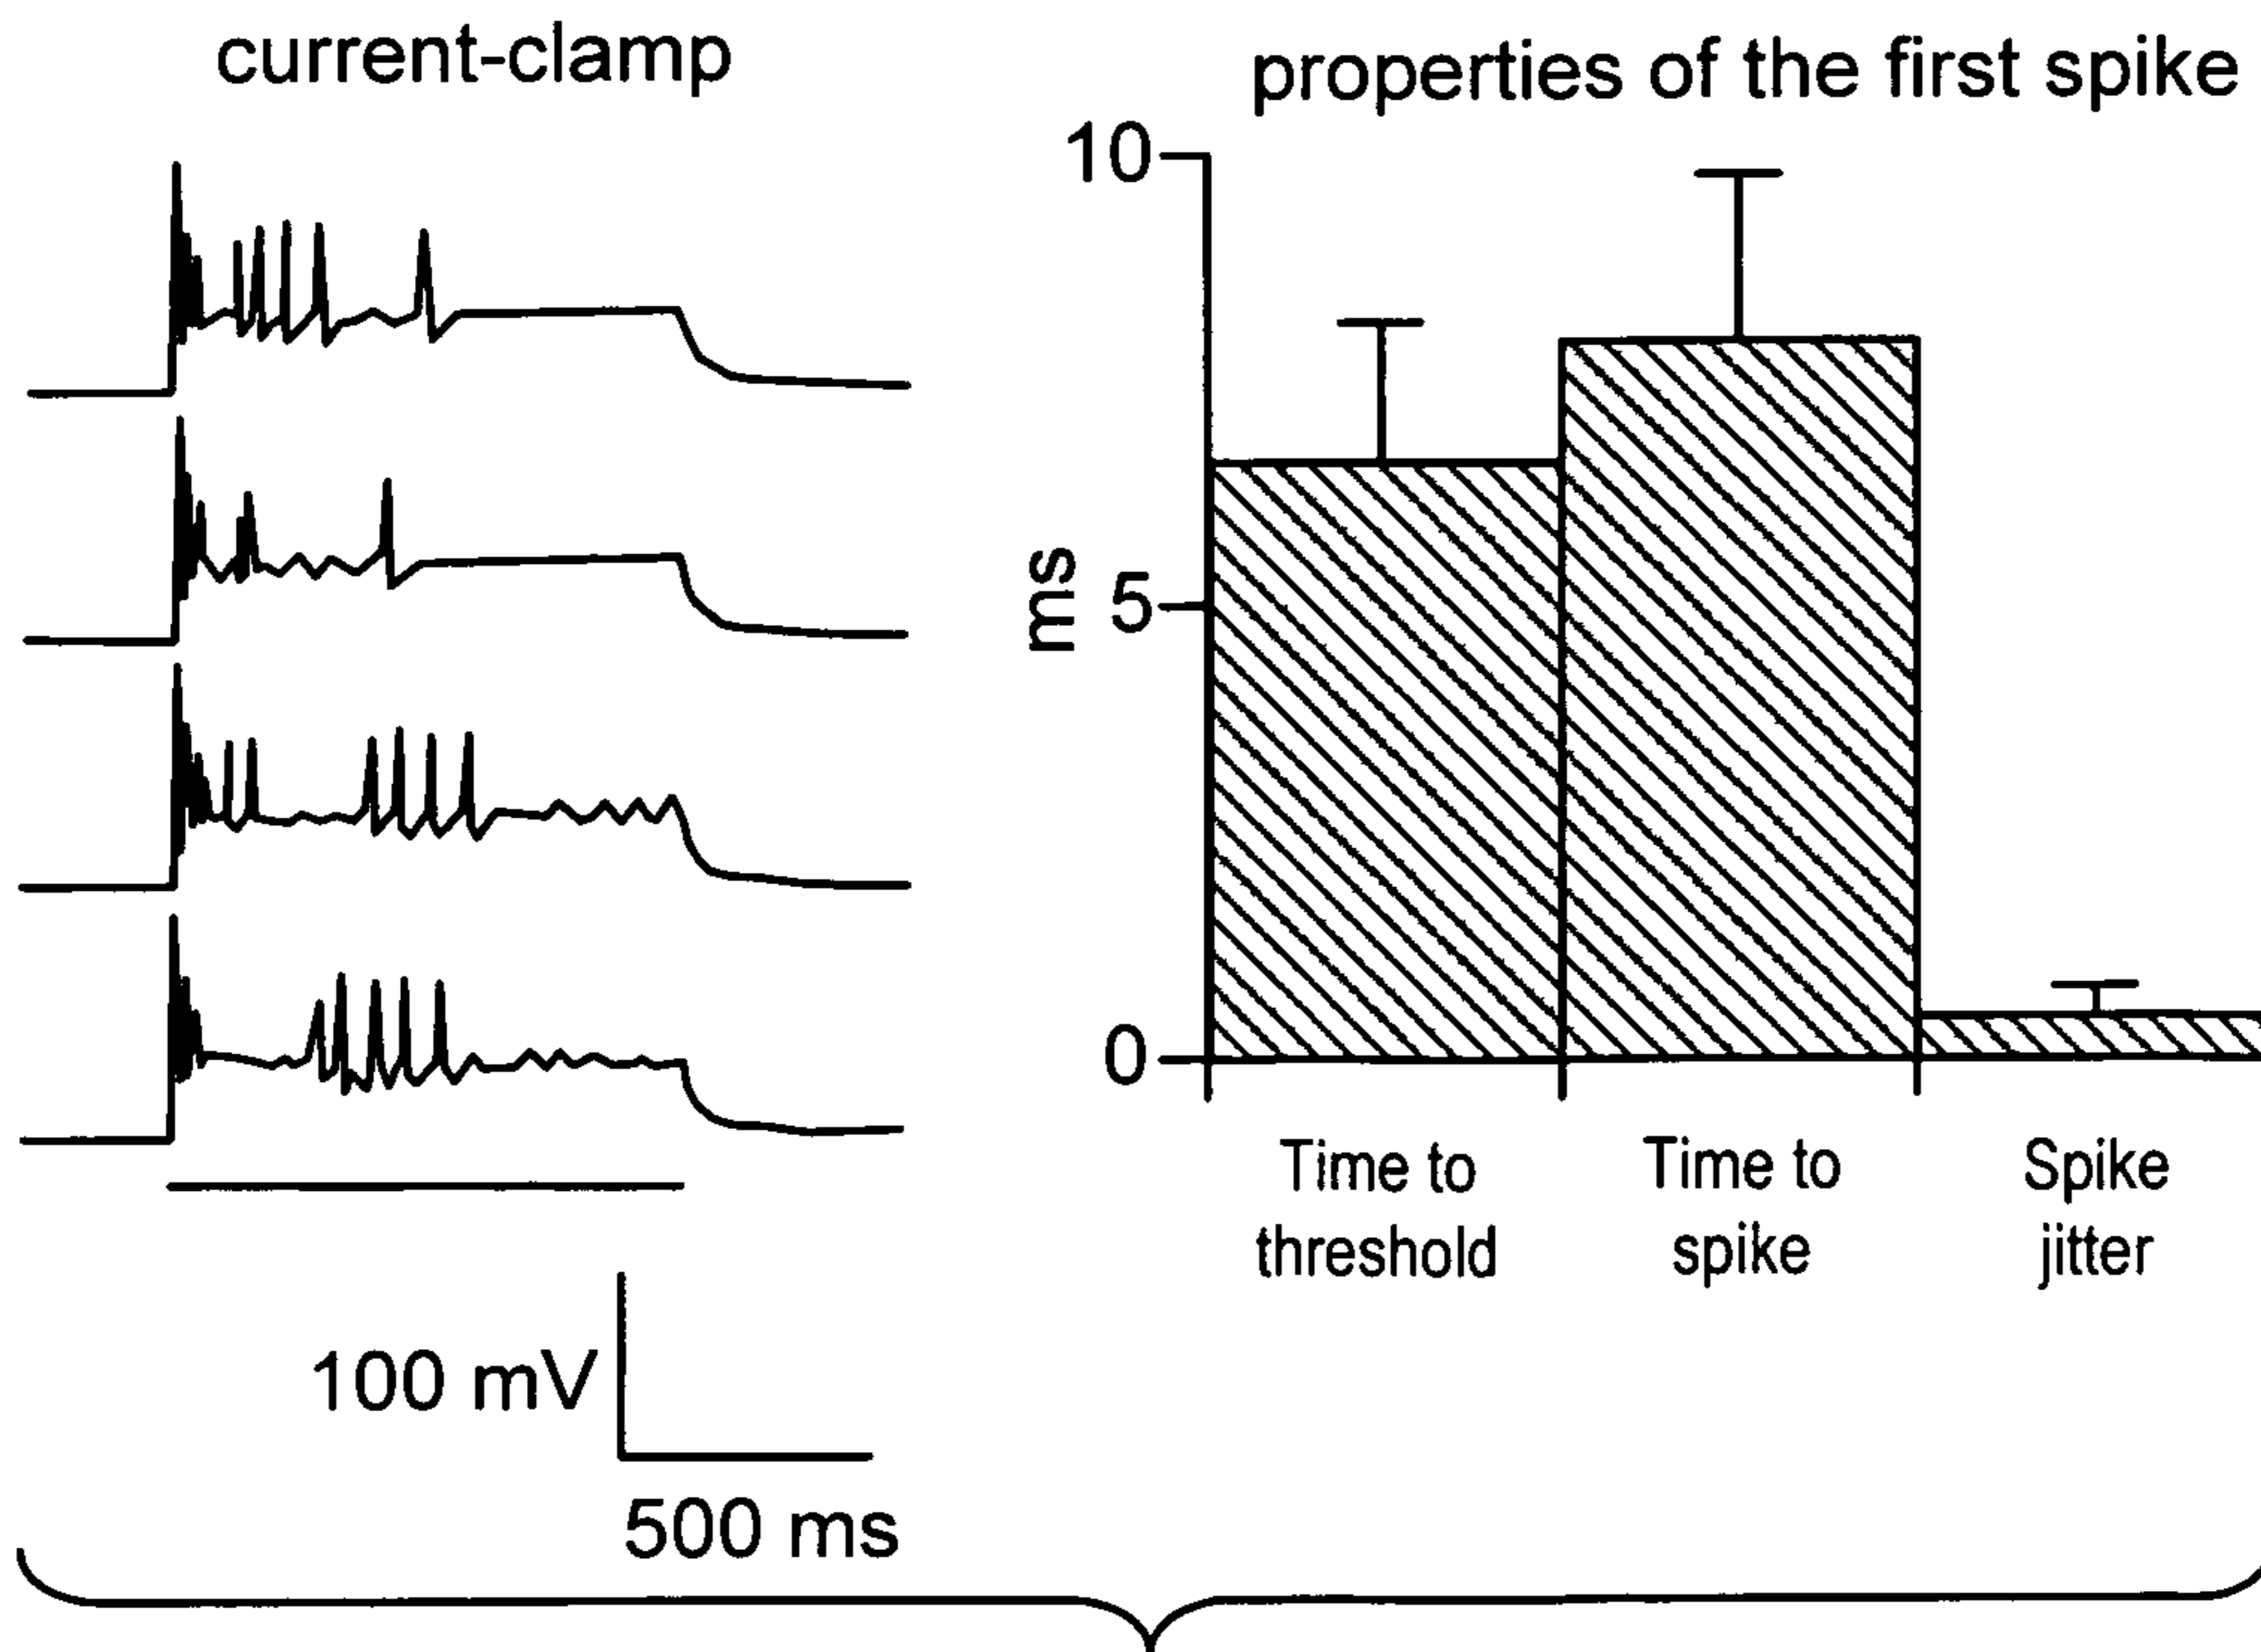 current-clamp
properties of the first spike
10
ms
5
0
Time to
threshold
Time to
spike
Spike
jitter
100 mV
500 ms